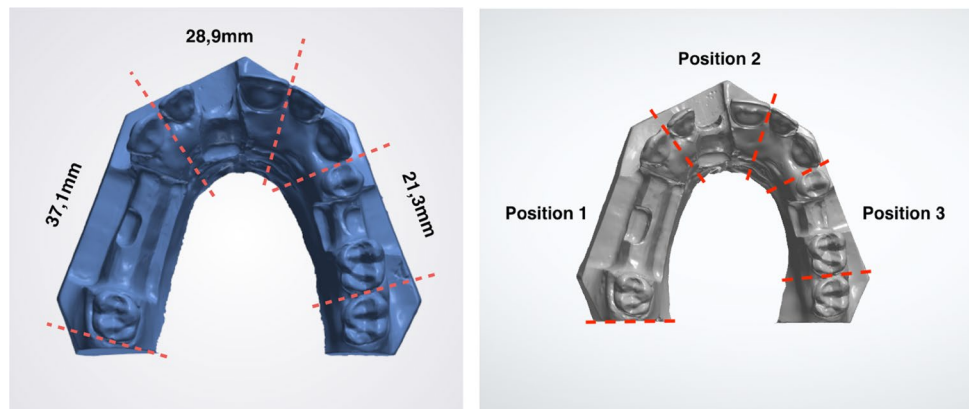 28,9mm
37,1mm
21,3mm
Position 2
Position 1
Position 3